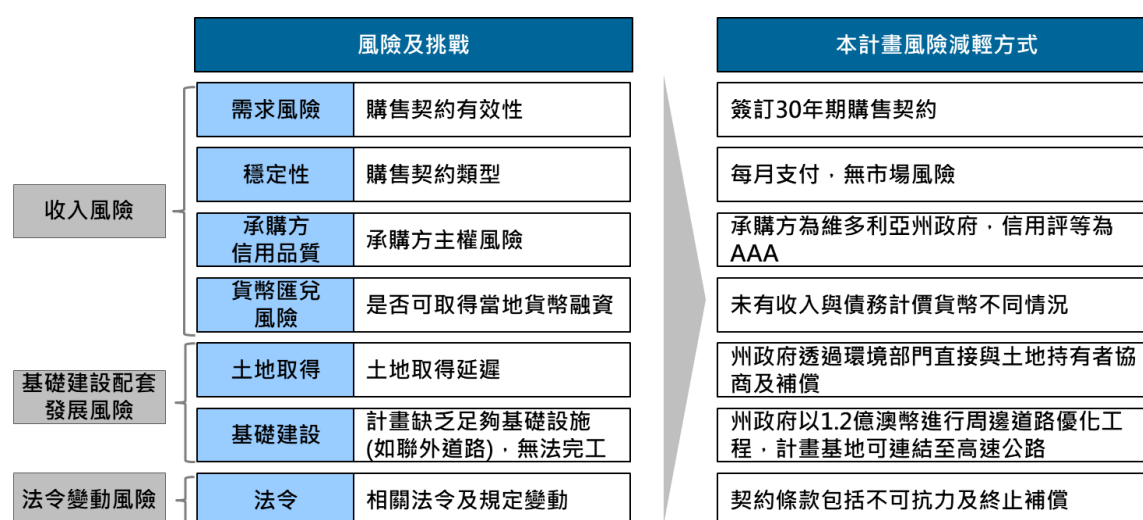 風險及挑戰
本計畫風險減輕方式
收入風險
需求風險
購售契約有效性
簽訂30年期購售契約
穩定性
購售契約類型
每月支付，無市場風險
承購方
信用品質
承購方主權風險
承購方為維多利亞州政府，信用評等為
AAA
貨幣匯兌
風險
是否可取得當地貨幣融資
未有收入與債務計價貨幣不同情況
基礎建設配套
發展風險
土地取得
土地取得延遲
州政府透過環境部門直接與土地持有者協
商及補償
基礎建設
計畫缺乏足夠基礎設施
(如聯外道路)，無法完工
州政府以1.2億澳幣進行周邊道路優化工
程，計畫基地可連結至高速公路
法令變動風險
法令
相關法令及規定變動
契約條款包括不可抗力及終止補償